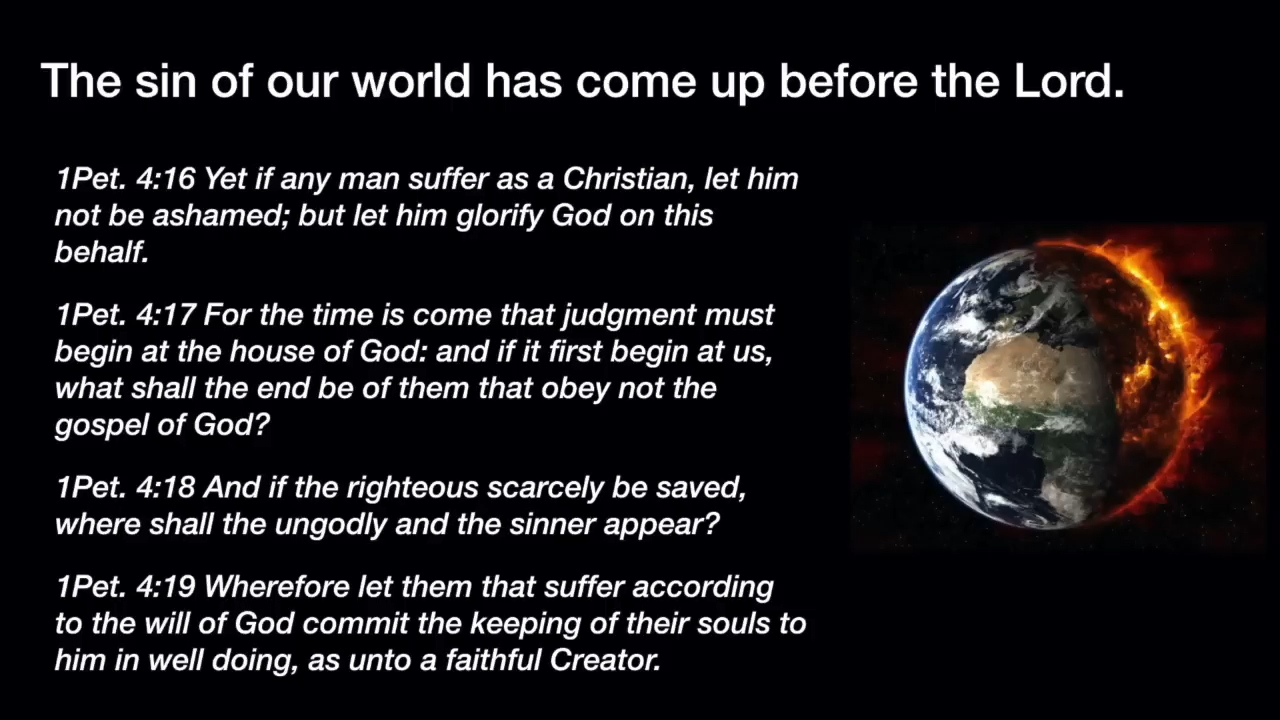 The sin of our world has come up before the Lord.
1Pet. 4:16 Yet if any man suffer as a Christian, let him
not be ashamed; but let him glorify God on this
behalf.
1Pet. 4:17 For the time is come that judgment must
begin at the house of God: and if it first begin at us,
what shall the end be of them that obey not the
gospel of God?
1Pet. 4:18 And if the righteous scarcely be saved,
where shall the ungodly and the sinner appear?
1Pet. 4:19 Wherefore let them that suffer according
to the will of God commit the keeping of their souls to
him in well doing, as unto a faithful Creator.